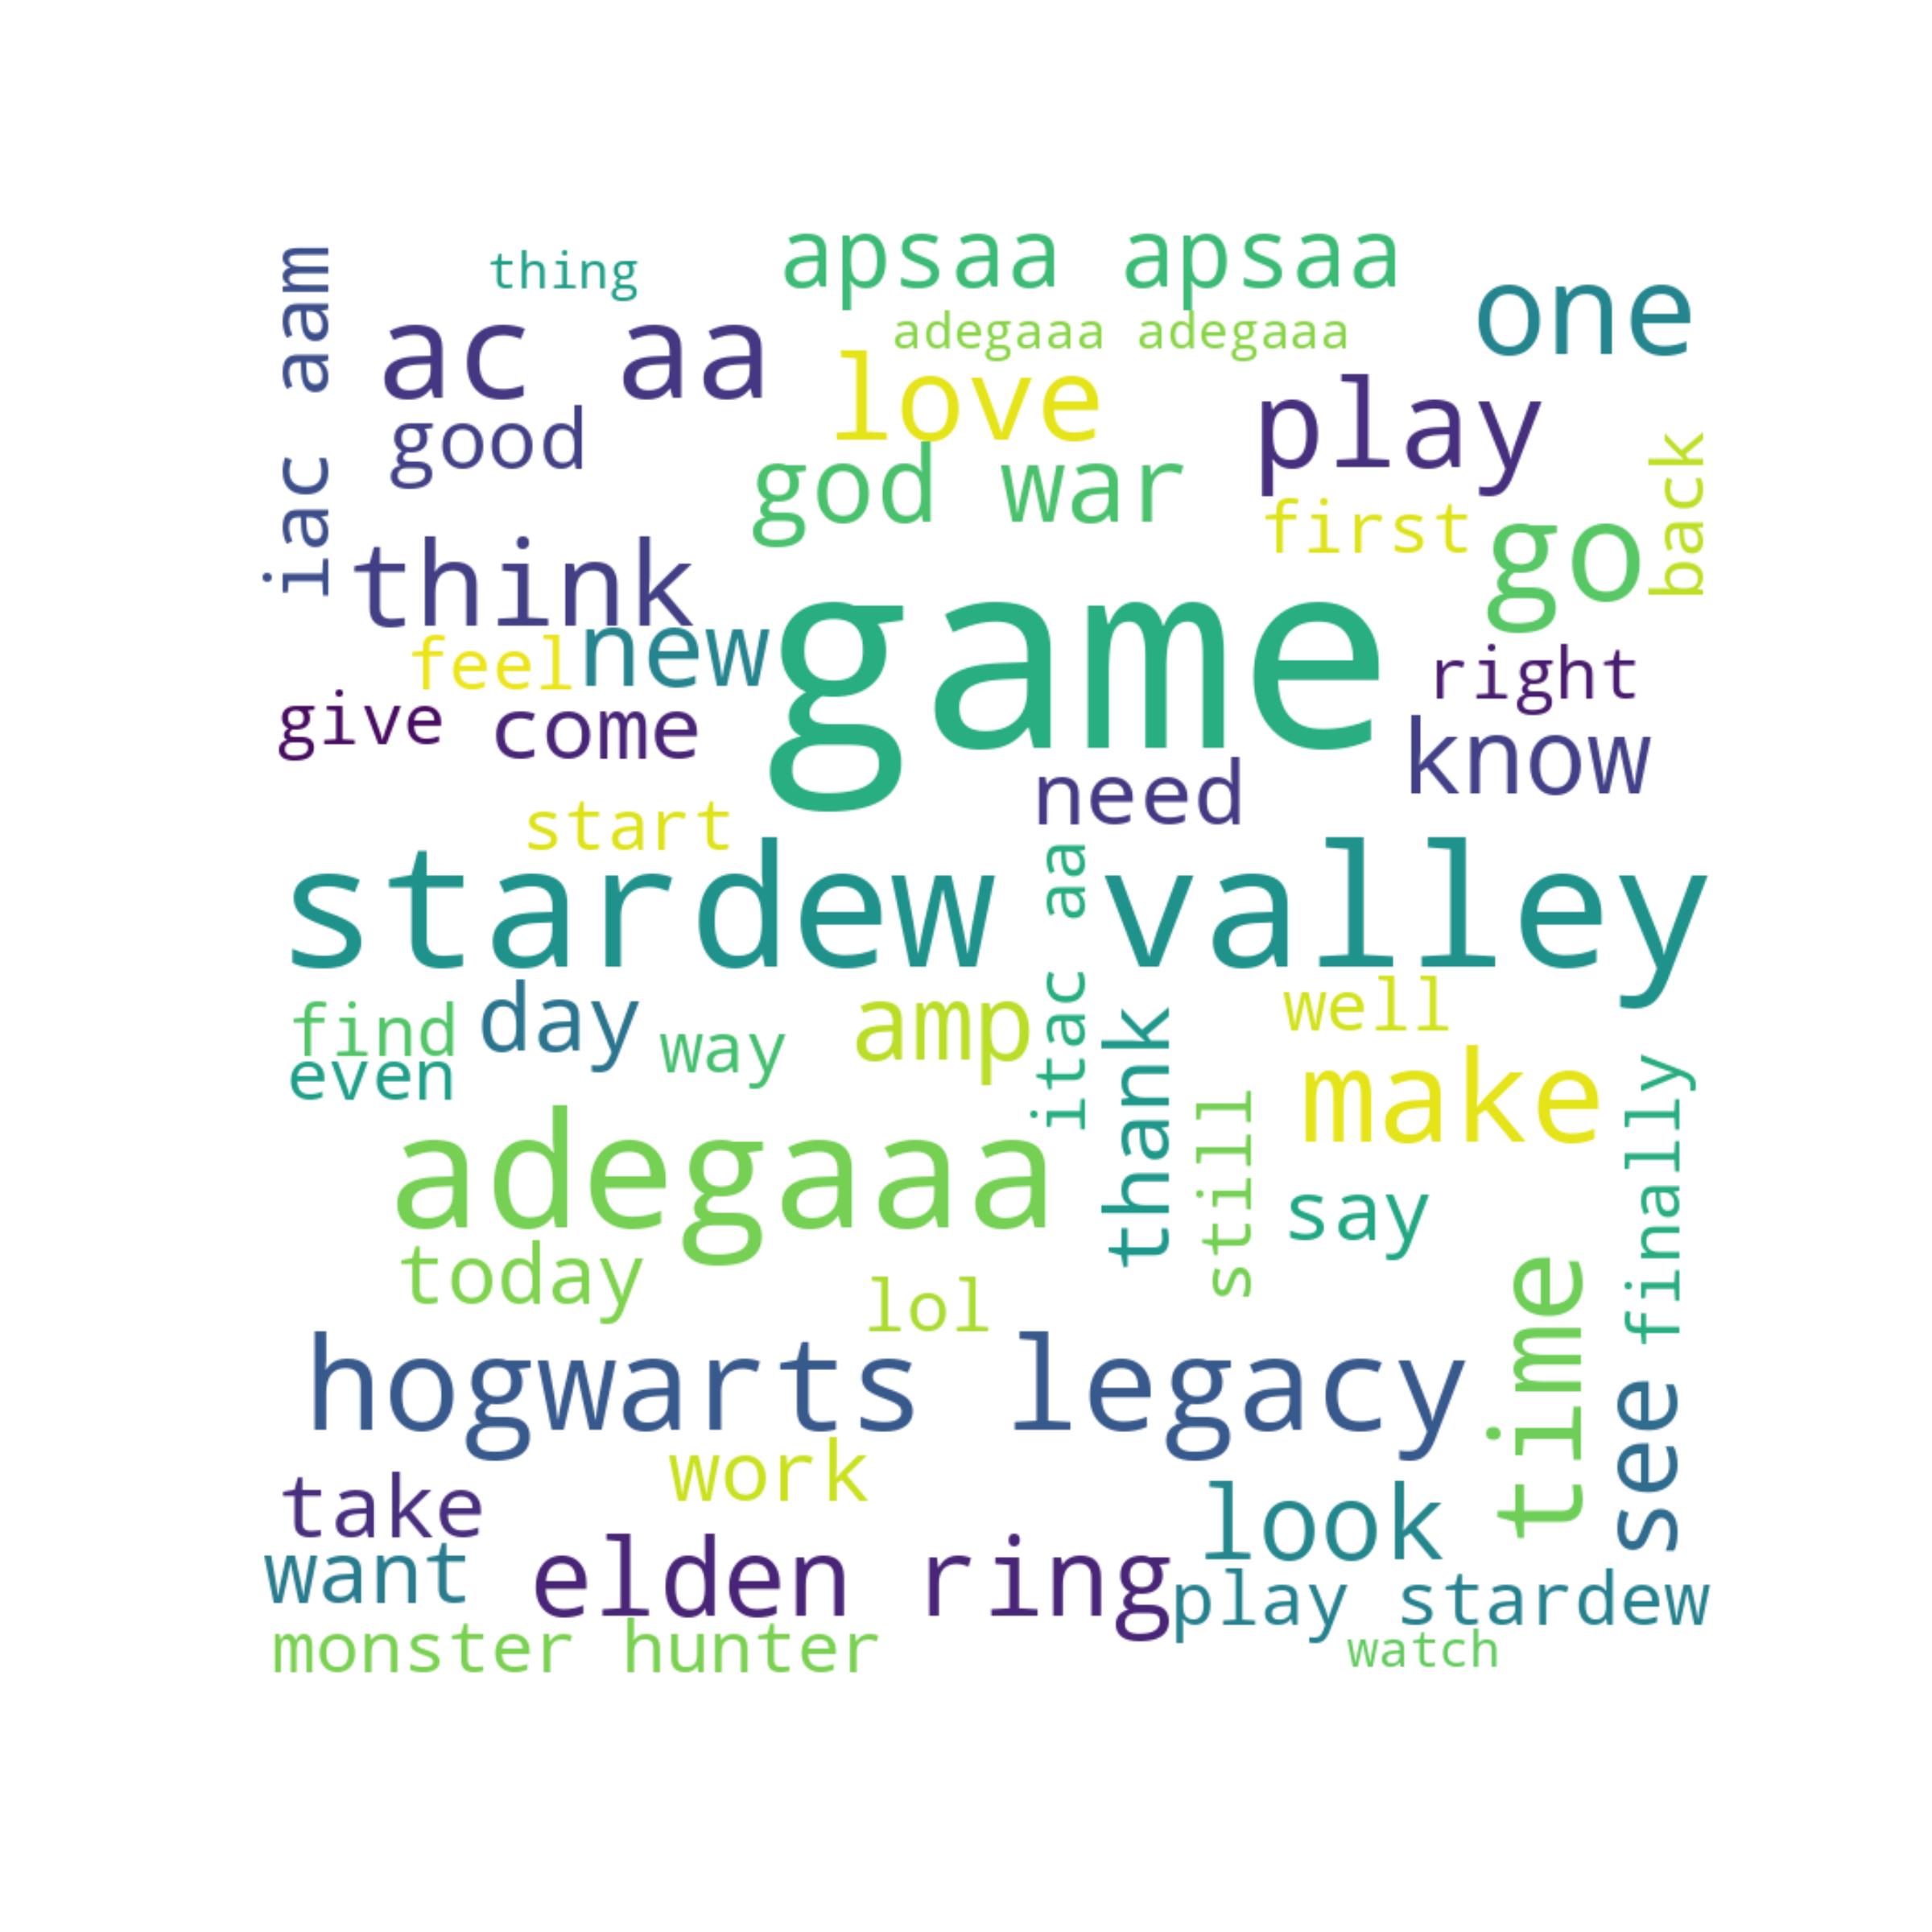 apsaa apsaa
thing
iac aam
adegaaa adegaaa
one
ac aa
love
play
good
god war
back
first
go
think
game
new
feel
right
give
come
know
need
start
stardew valley
itac aa
find
day
way
amp
well
even
thank
make
still
finally
adegaaa
say
today
lol
time
hogwarts legacy
see
work
take
look
want
elden ring
play stardew
monster hunter
watch